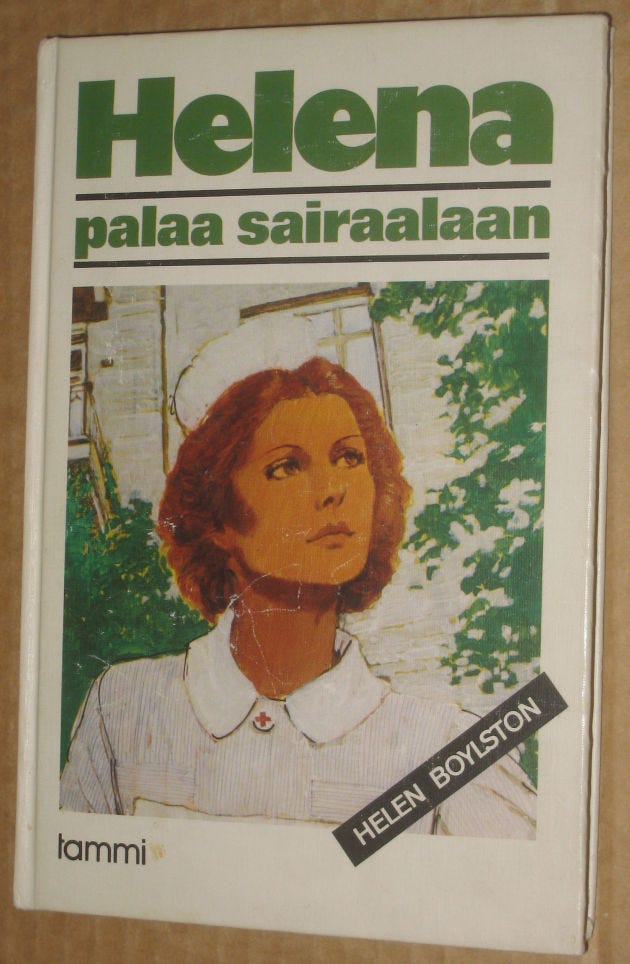 Helena
palaa sairaalaan
HELEN BOYLSTON
tammi